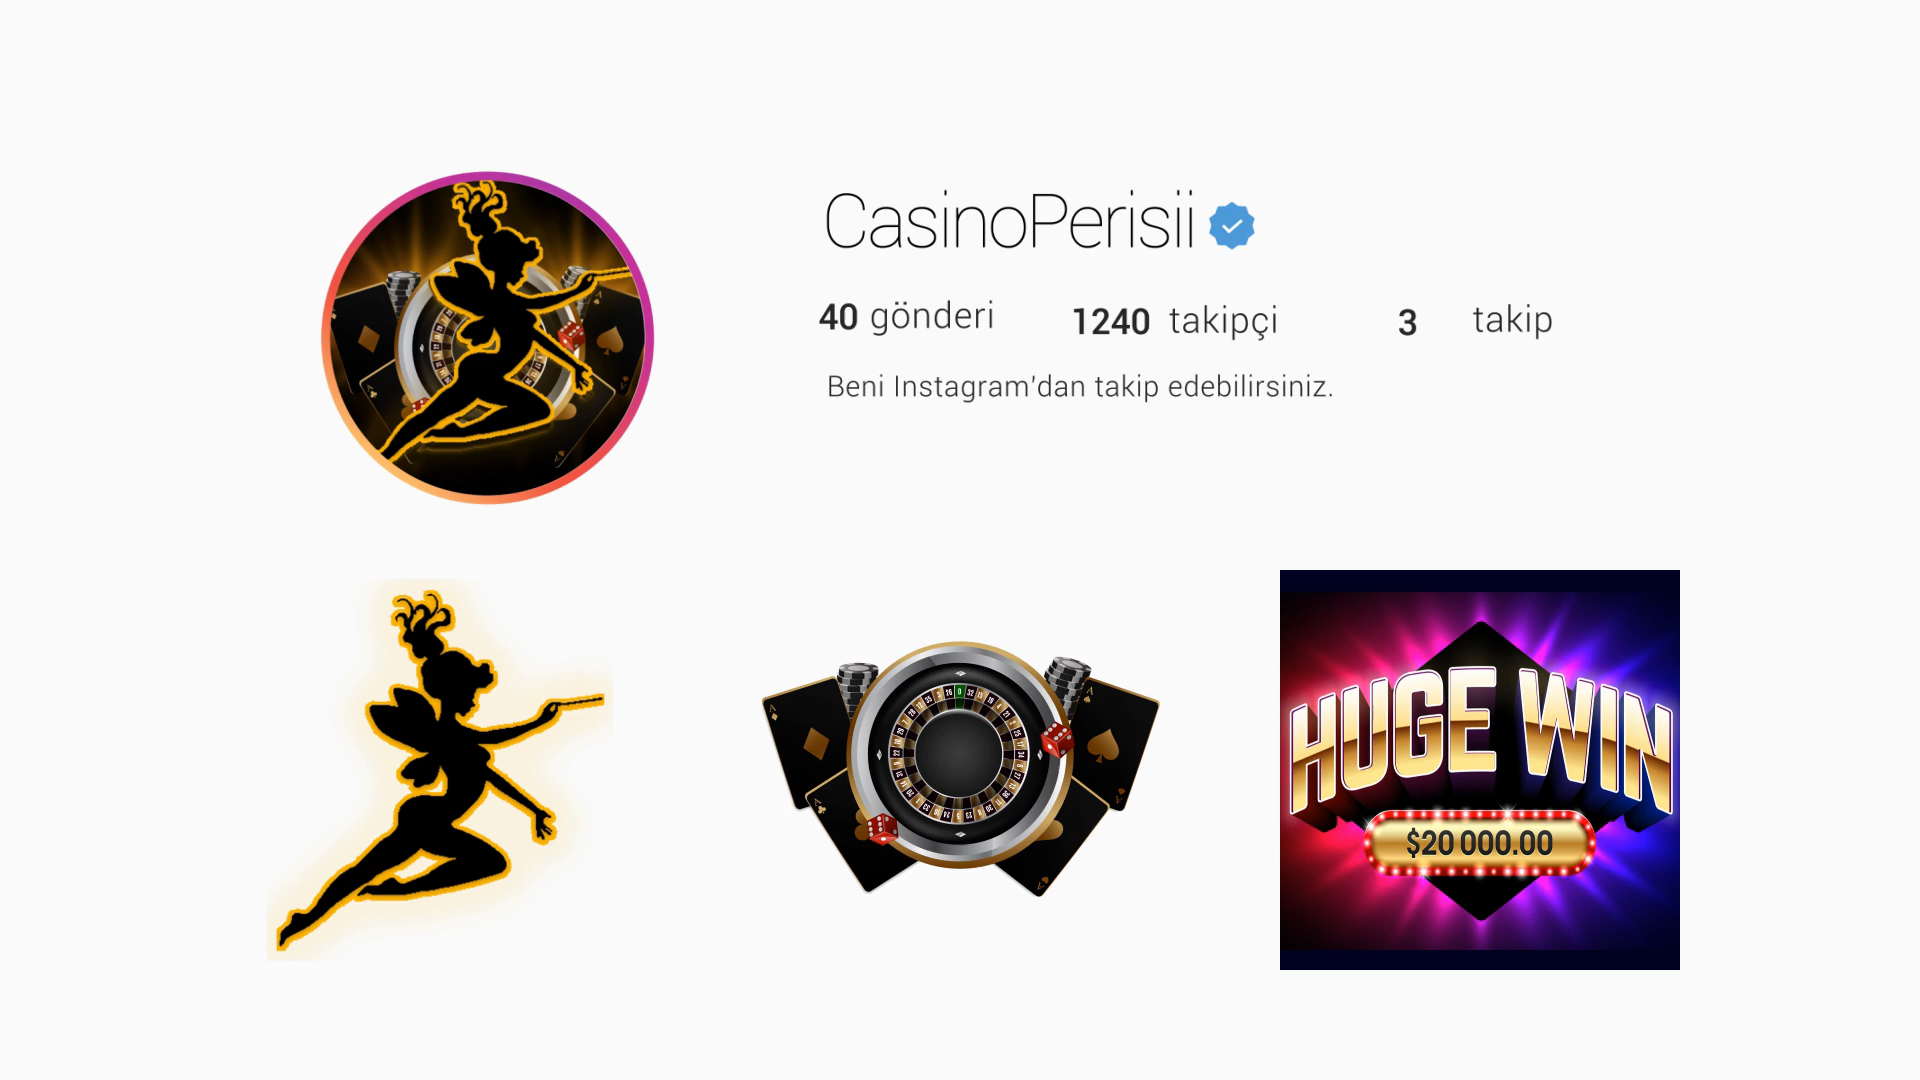 CasinoPerisii
40 gönderi 1240 takipçi 3 takip
Beni Instagram'dan takip edebilirsiniz.
HUGE WIN
$20 000.00